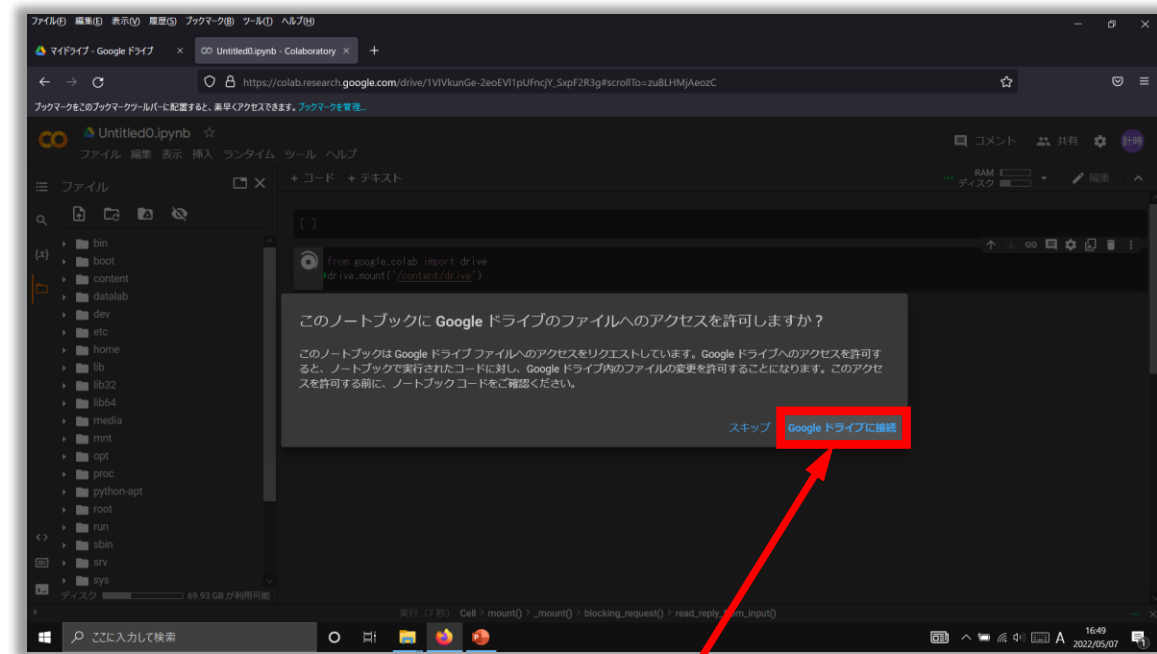 ファイル(F) 編集(E) 表示(V) 履歴(S) ブックマーク(B) ツール(T) ヘルプ(H)
マイドライブ - Google ドライブ
Untitled0.ipynb - Colaboratory
https://colab.research.google.com/drive/1VIVkunGe-2eoEVl1pUFncjY_SxpF2R3g#scrollTo=zuBLHMjAeozC
ブックマークをこのブックマークツールバーに配置すると、素早くアクセスできます。ブックマークを管理...
Untitled0.ipynb
コメント 共有 計時
ファイル 編集 表示 挿入 ランタイム ツール ヘルプ
ファイル
+ コード + テキスト
RAM
ディスク
編集
{x}
[ ]
bin
boot
content
datalab
dev
etc
home
lib
lib32
lib64
media
mnt
opt
proc
python-apt
root
run
sbin
srv
sys
ディスク 69.93 GB が利用可能
from google.colab import drive
drive.mount('/content/drive')
このノートブックに Google ドライブのファイルへのアクセスを許可しますか？
このノートブックは Google ドライブ ファイルへのアクセスをリクエストしています。Google ドライブへのアクセスを許可す
ると、ノートブックで実行されたコードに対し、Google ドライブ内のファイルの変更を許可することになります。このアクセ
スを許可する前に、ノートブック コードをご確認ください。
スキップ Google ドライブに接続
実行 (7 秒) Cell > mount() > _mount() > blocking_request() > read_reply_from_input()
ここに入力して検索
A
16:49
2022/05/07